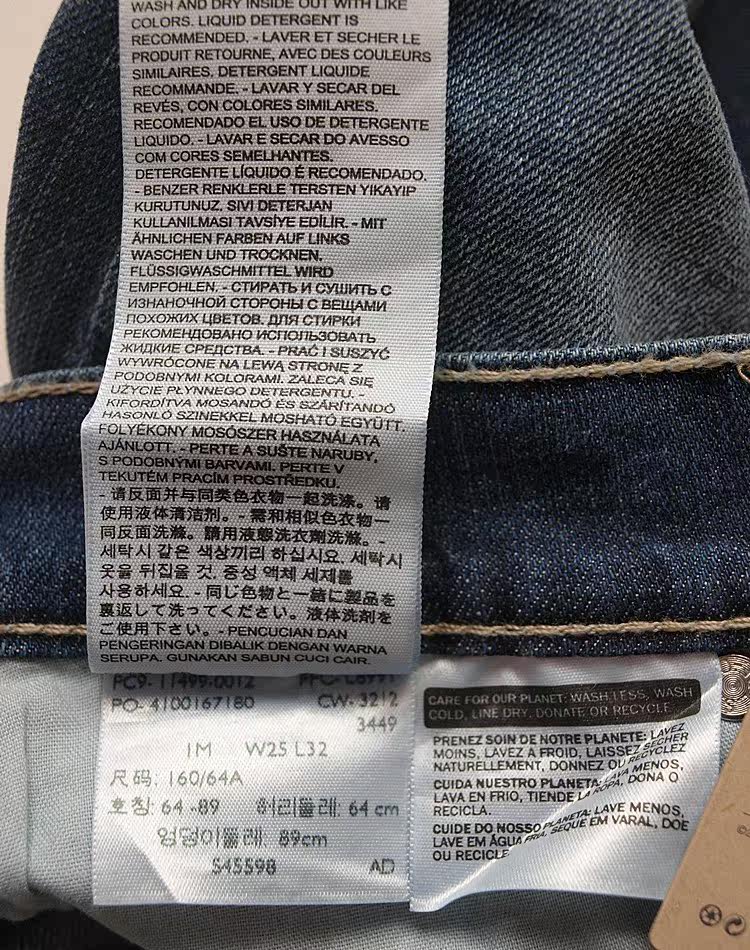 WASH AND DRY INSIDE OUT WITH LIKE
COLORS. LIQUID DETERGENT IS
RECOMMENDED. - LAVER ET SECHER LE
PRODUIT RETOURNE, AVEC DES COULEURS
SIMILAIRES. DETERGENT LIQUIDE
RECOMMANDE. - LAVAR Y SECAR DEL
REVÉS, CON COLORES SIMILARES.
RECOMENDADO EL USO DE DETERGENTE
LIQUIDO. - LAVAR E SECAR DO AVESSO
COM CORES SEMELHANTES.
DETERGENTE LÍQUIDO É RECOMENDADO.
- BENZER RENKLERLE TERSTEN YIKAYIP
KURUTUNUZ. SIVI DETERJAN
KULLANILMASI TAVSİYE EDİLİR. - MIT
ÄHNLICHEN FARBEN AUF LINKS
WASCHEN UND TROCKNEN.
FLÜSSIGWASCHMITTEL WIRD
EMPFOHLEN. - СТИРАТЬ И СУШИТЬ С
ИЗНАНОЧНОЙ СТОРОНЫ С ВЕЩАМИ
ПОХОЖИХ ЦВЕТОВ. ДЛЯ СТИРКИ
РЕКОМЕНДОВАНО ИСПОЛЬЗОВАТЬ
ЖИДКИЕ СРЕДСТВА. - PRAĆ I SUSZYĆ
WYWRÓCONE NA LEWĄ STRONĘ Z
PODOBNYMI KOLORAMI. ZALECA SIĘ
UŻYCIE PŁYNNEGO DETERGENTU. -
KIFORDÍTVA MOSANDÓ ÉS SZÁRÍTANDÓ
HASONLÓ SZINEKKEL MOSHATÓ EGYÜTT.
FOLYÉKONY MOSÓSZER HASZNÁLATA
AJÁNLOTT. - PERTE A SUŠTE NARUBY,
S PODOBNÝMI BARVAMI. PERTE V
TEKUTÉM PRACÍM PROSTŘEDKU.
- 请反面并与同类色衣物一起洗涤。请
使用液体清洁剂。- 需和相似色衣物一
同反面洗滌。請用液態洗衣劑洗滌。-
세탁시 같은 색상끼리 하십시요. 세탁시
옷을 뒤집을 것. 중성 액체 세제를
사용하세요. - 同じ色物と一緒に製品を
裏返して洗ってください。液体洗剤を
ご使用下さい。- PENCUCIAN DAN
PENGERINGAN DIBALIK DENGAN WARNA
SERUPA. GUNAKAN SABUN CUCI CAIR.
PC9- 11499-0012 PFC- L8991
PO- 4100167180 CW- 3212
3449
1M W25 L32
尺码: 160/64A
호칭: 64 -89 허리둘레: 64 cm
엉덩이둘레: 89cm
S45598 AD
CARE FOR OUR PLANET: WASH LESS, WASH
COLD, LINE DRY, DONATE OR RECYCLE.
PRENEZ SOIN DE NOTRE PLANETE: LAVEZ
MOINS, LAVEZ A FROID, LAISSEZ SECHER
NATURELLEMENT, DONNEZ OU RECYCLEZ
CUIDA NUESTRO PLANETA: LAVA MENOS,
LAVA EN FRIO, TIENDE LA ROPA, DONA O
RECICLA.
CUIDE DO NOSSO PLANETA: LAVE MENOS,
LAVE EM ÁGUA FRIA, SEQUE EM VARAL, DOE
OU RECICLE.